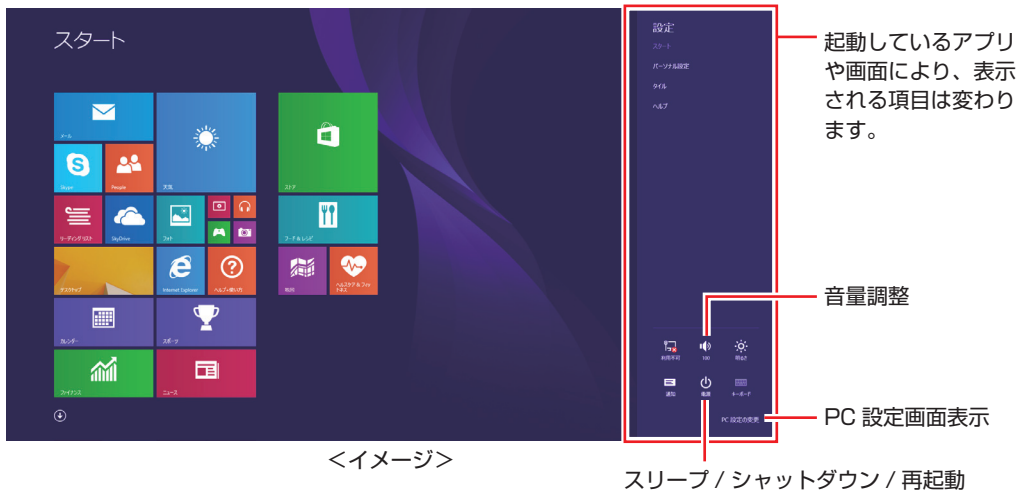 スタート
メール
Skype
People
天気
ストア
リーディングリスト
SkyDrive
フォト
フード & レシピ
デスクトップ
Internet Explorer
ヘルプ+使い方
地図
ヘルスケア & フィットネス
カレンダー
スポーツ
ファイナンス
ニュース
設定
スタート
パーソナル設定
タイル
ヘルプ
利用不可
100
明るさ
通知
電源
キーボード
PC 設定の変更
起動しているアプリ
や画面により、表示
される項目は変わり
ます。
音量調整
PC 設定画面表示
スリープ / シャットダウン / 再起動
<イメージ>